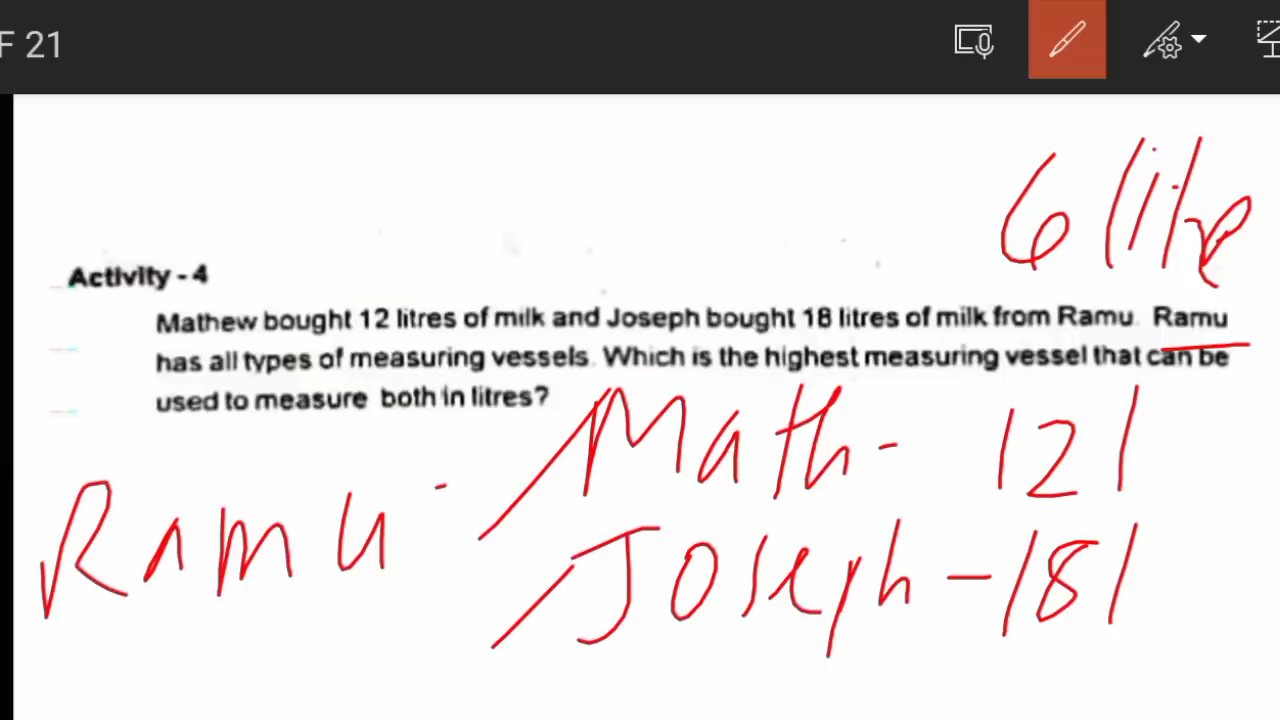 F 21
6 litre
Activity - 4
Mathew bought 12 litres of milk and Joseph bought 18 litres of milk from Ramu. Ramu
has all types of measuring vessels. Which is the highest measuring vessel that can be
used to measure both in litres?
Math - 12 l
Ramu -
Joseph - 18 l